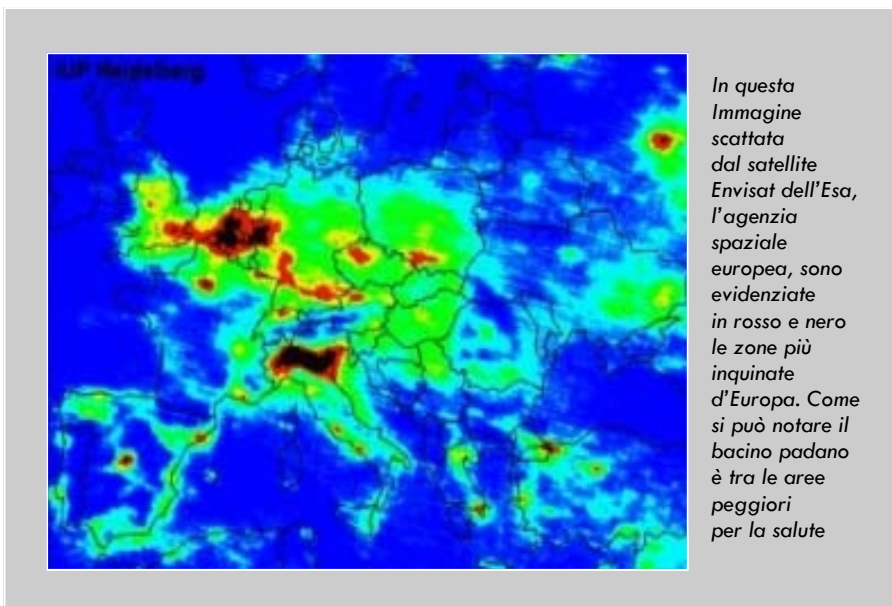 IUP Heidelberg
In questa
Immagine
scattata
dal satellite
Envisat dell'Esa,
l'agenzia
spaziale
europea, sono
evidenziate
in rosso e nero
le zone più
inquinate
d'Europa. Come
si può notare il
bacino padano
è tra le aree
peggiori
per la salute